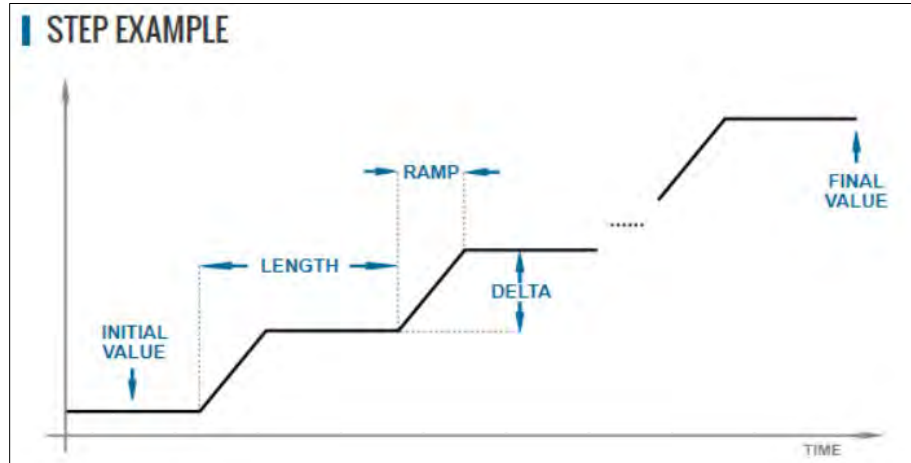 STEP EXAMPLE
RAMP
FINAL
VALUE
LENGTH
DELTA
INITIAL
VALUE
......
TIME